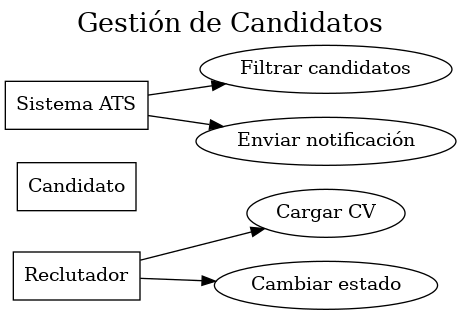 Gestión de Candidatos
Filtrar candidatos
Sistema ATS
Enviar notificación
Candidato
Cargar CV
Reclutador
Cambiar estado